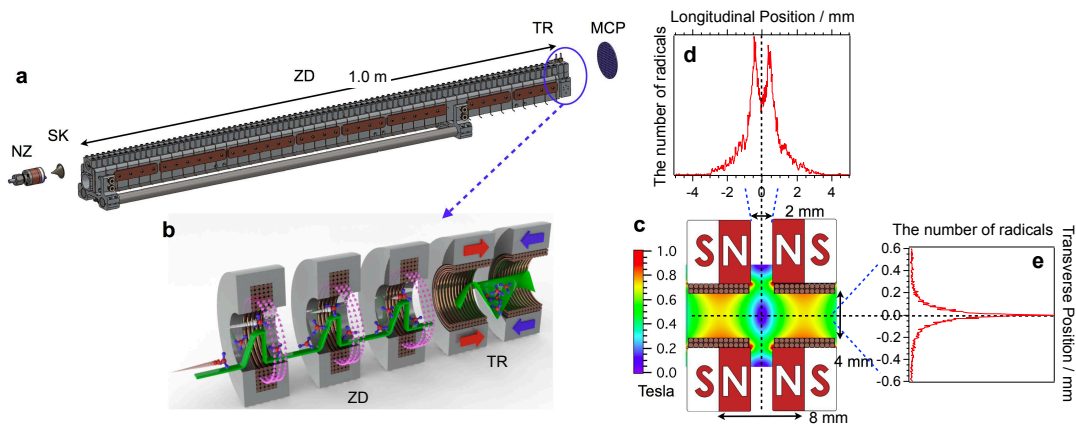 a
NZ
SK
ZD
1.0 m
TR
MCP
b
ZD
TR
Longitudinal Position / mm
d
The number of radicals
-4 -2 0 2 4
2 mm
c
S N N S
1.0
0.8
0.6
0.4
0.2
0.0
Tesla
S N N S
4 mm
8 mm
The number of radicals
e
0.6
0.4
0.2
0.0
-0.2
-0.4
-0.6
Transverse Position / mm